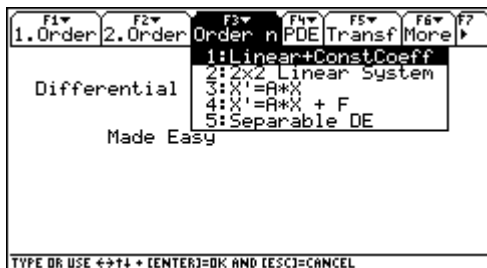 F1▼ F2▼ F3▼ F4▼ F5▼ F6▼ F7
1.Order 2.Order Order n PDE Transf More ▸
1:Linear+ConstCoeff
2:2x2 Linear System
3:X'=A*X
4:X'=A*X + F
5:Separable DE
Differential
Made Easy
TYPE OR USE ←→↑↓ + [ENTER]=OK AND [ESC]=CANCEL